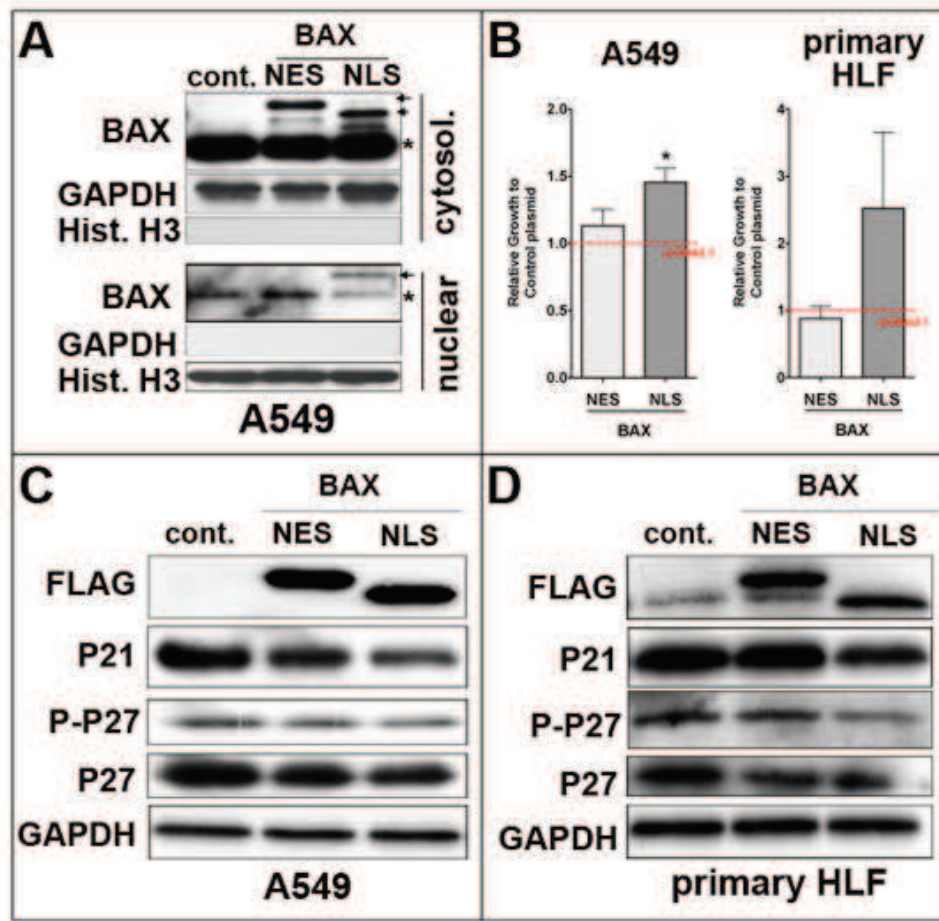 A
BAX
cont. NES NLS
BAX
*
GAPDH
Hist. H3
cytosol.
BAX
*
GAPDH
Hist. H3
nuclear
A549
B
A549
Relative Growth to
Control plasmid
2.0
1.5
1.0
0.5
0.0
*
NES NLS
BAX
primary
HLF
Relative Growth to
Control plasmid
4
3
2
1
0
NES NLS
BAX
C
BAX
cont. NES NLS
FLAG
P21
P-P27
P27
GAPDH
A549
D
BAX
cont. NES NLS
FLAG
P21
P-P27
P27
GAPDH
primary HLF